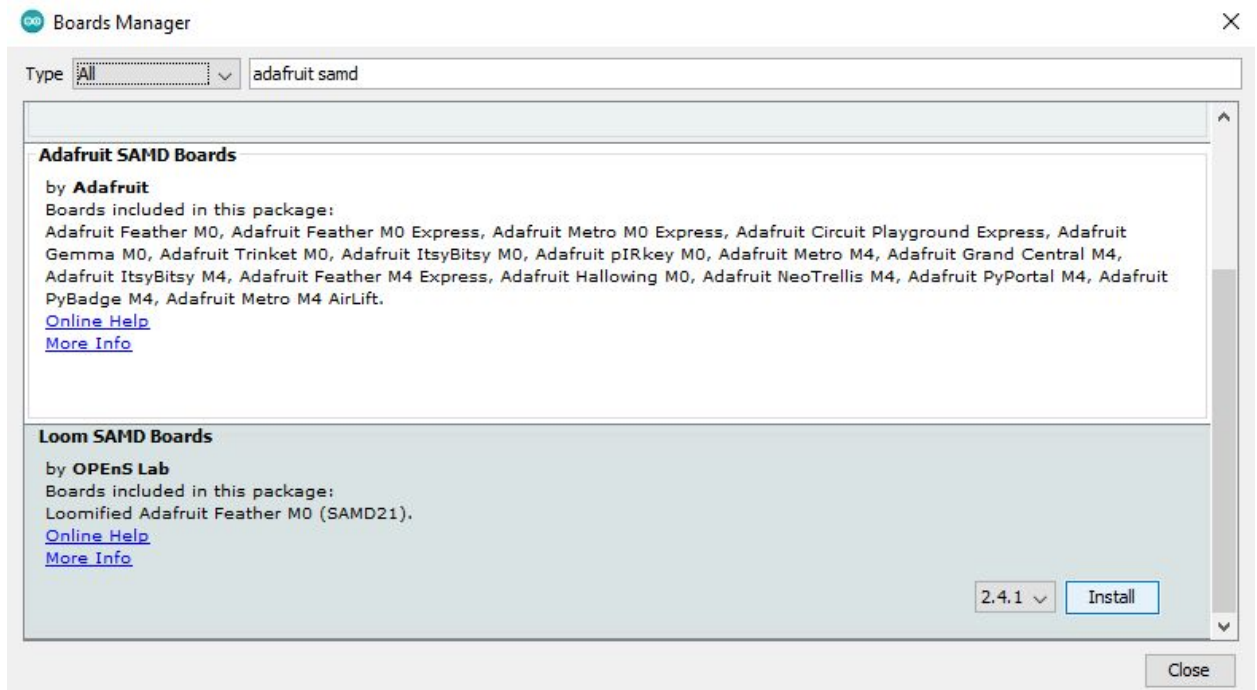 Boards Manager
Type All adafruit samd
Adafruit SAMD Boards
by Adafruit
Boards included in this package:
Adafruit Feather M0, Adafruit Feather M0 Express, Adafruit Metro M0 Express, Adafruit Circuit Playground Express, Adafruit
Gemma M0, Adafruit Trinket M0, Adafruit ItsyBitsy M0, Adafruit pIRkey M0, Adafruit Metro M4, Adafruit Grand Central M4,
Adafruit ItsyBitsy M4, Adafruit Feather M4 Express, Adafruit Hallowing M0, Adafruit NeoTrellis M4, Adafruit PyPortal M4, Adafruit
PyBadge M4, Adafruit Metro M4 AirLift.
Online Help
More Info
Loom SAMD Boards
by OPEnS Lab
Boards included in this package:
Loomified Adafruit Feather M0 (SAMD21).
Online Help
More Info
2.4.1 Install
Close